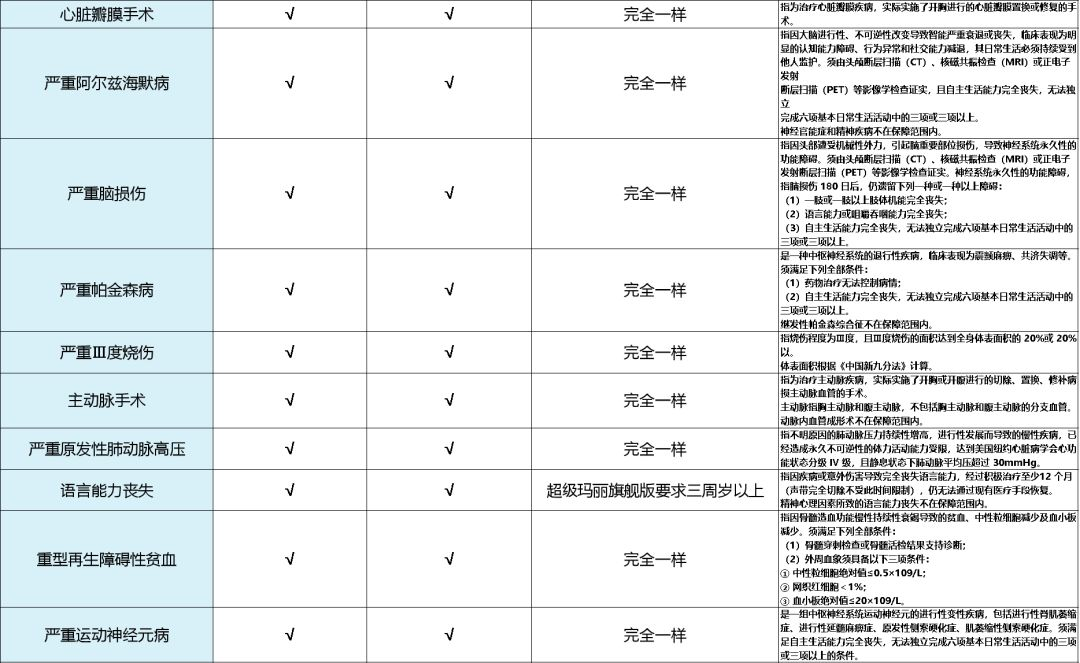 心脏瓣膜手术
√
√
完全一样
指为治疗心脏瓣膜疾病，实际实施了开胸进行的心脏瓣膜置换或修复的手
术。
严重阿尔兹海默病
√
√
完全一样
指因大脑进行性、不可逆性改变导致智能严重衰退或丧失，临床表现为明
显的认知能力障碍、行为异常和社交能力减退，其日常生活必须持续受到
他人监护。须由头颅断层扫描（CT）、核磁共振检查（MRI）或正电子
发射
断层扫描（PET）等影像学检查证实，且自主生活能力完全丧失，无法独
立
完成六项基本日常生活活动中的三项或三项以上。
神经官能症和精神疾病不在保障范围内。
严重脑损伤
√
√
完全一样
指因头部遭受机械性外力，引起脑重要部位损伤，导致神经系统永久性的
功能障碍。须由头颅断层扫描（CT）、核磁共振检查（MRI）或正电子
发射断层扫描（PET）等影像学检查证实。神经系统永久性的功能障碍，
指脑损伤 180 日后，仍遗留下列一种或一种以上障碍：
（1）一肢或一肢以上肢体机能完全丧失；
（2）语言能力或咀嚼吞咽能力完全丧失；
（3）自主生活能力完全丧失，无法独立完成六项基本日常生活活动中的
三项或三项以上。
严重帕金森病
√
√
完全一样
是一种中枢神经系统的退行性疾病，临床表现为震颤麻痹、共济失调等。
须满足下列全部条件：
（1）药物治疗无法控制病情；
（2）自主生活能力完全丧失，无法独立完成六项基本日常生活活动中的
三项或三项以上。
继发性帕金森综合征不在保障范围内。
严重Ⅲ度烧伤
√
√
完全一样
指烧伤程度为Ⅲ度，且Ⅲ度烧伤的面积达到全身体表面积的 20%或 20%
以。
体表面积根据《中国新九分法》计算。
主动脉手术
√
√
完全一样
指为治疗主动脉疾病，实际实施了开胸或开腹进行的切除、置换、修补病
损主动脉血管的手术。
主动脉指胸主动脉和腹主动脉，不包括胸主动脉和腹主动脉的分支血管。
动脉内血管成形术不在保障范围内。
严重原发性肺动脉高压
√
√
完全一样
指不明原因的肺动脉压力持续性增高，进行性发展而导致的慢性疾病，已
经造成永久不可逆性的体力活动能力受限，达到美国纽约心脏病学会心功
能状态分级 IV 级，且静息状态下肺动脉平均压超过 30mmHg。
语言能力丧失
√
√
超级玛丽旗舰版要求三周岁以上
指因疾病或意外伤害导致完全丧失语言能力，经过积极治疗至少12 个月
（声带完全切除不受此时间限制），仍无法通过现有医疗手段恢复。
精神心理因素所致的语言能力丧失不在保障范围内。
重型再生障碍性贫血
√
√
完全一样
指因骨髓造血功能慢性持续性衰竭导致的贫血、中性粒细胞减少及血小板
减少。须满足下列全部条件：
（1）骨髓穿刺检查或骨髓活检结果支持诊断；
（2）外周血象须具备以下三项条件：
① 中性粒细胞绝对值≤0.5×109/L；
② 网织红细胞＜1%；
③ 血小板绝对值≤20×109/L。
严重运动神经元病
√
√
完全一样
是一组中枢神经系统运动神经元的进行性变性疾病，包括进行性脊肌萎缩
症、进行性延髓麻痹症、原发性侧索硬化症、肌萎缩性侧索硬化症。须满
足自主生活能力完全丧失，无法独立完成六项基本日常生活活动中的三项
或三项以上的条件。